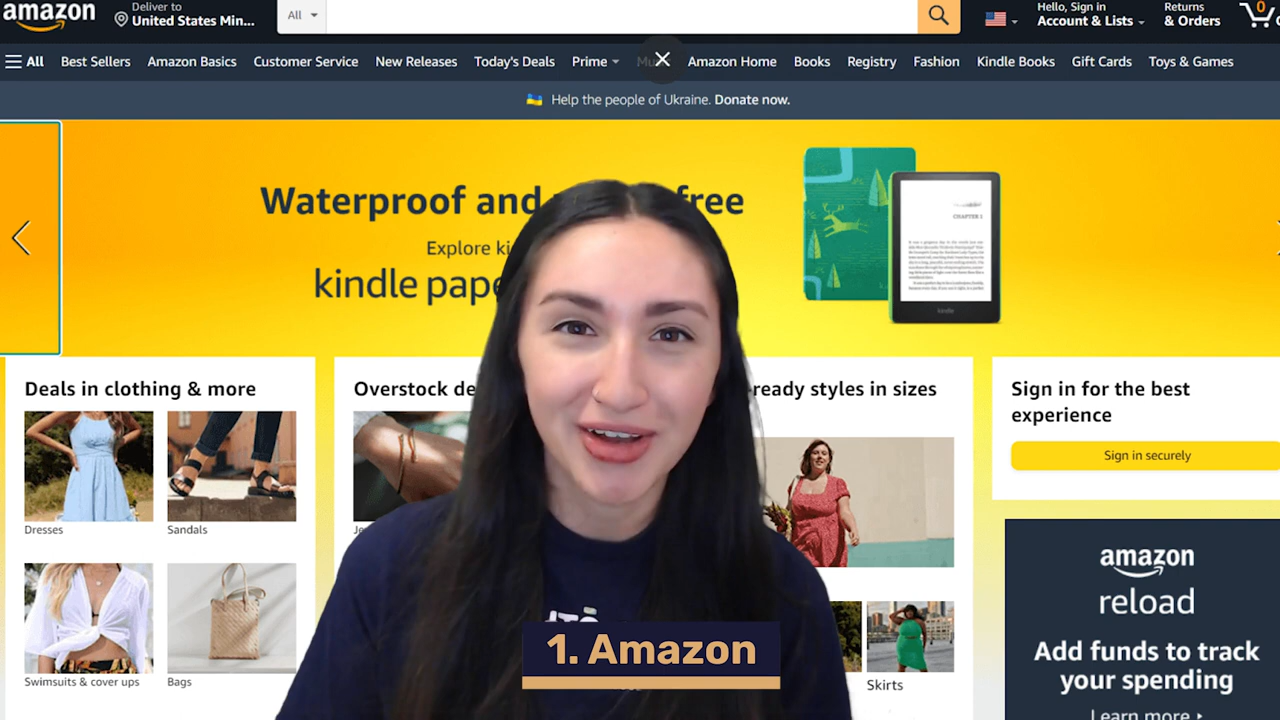 amazon
Deliver to
United States Min...
All
Hello, Sign in
Account & Lists
Returns
& Orders
0
All
Best Sellers
Amazon Basics
Customer Service
New Releases
Today's Deals
Prime
Amazon Home
Books
Registry
Fashion
Kindle Books
Gift Cards
Toys & Games
Help the people of Ukraine. Donate now.
Waterproof and
free
Explore ki
kindle pape
CHAPTER 1
kindle
Deals in clothing & more
Dresses
Sandals
Swimsuits & cover ups
Bags
Overstock de
ready styles in sizes
Skirts
Sign in for the best
experience
Sign in securely
amazon
reload
Add funds to track
your spending
Learn more
1. Amazon